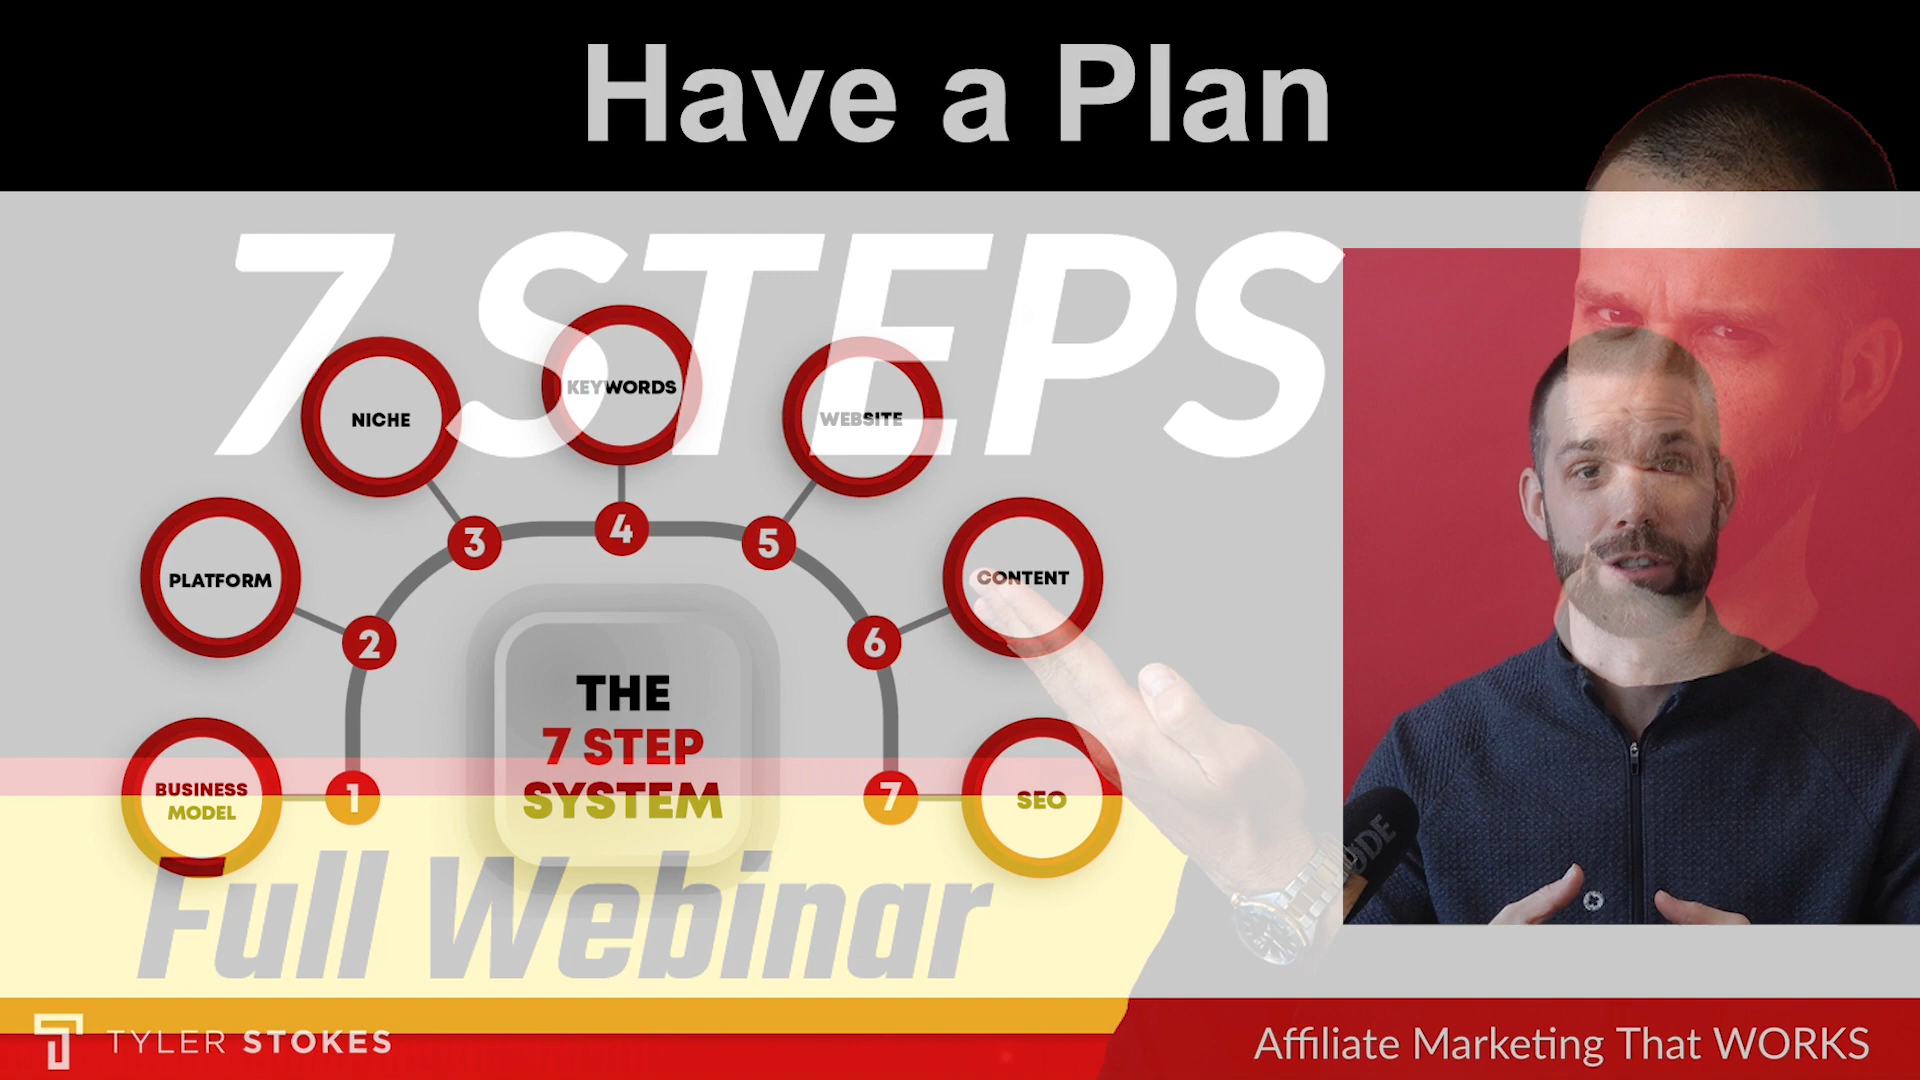 Have a Plan
7 STEPS
KEYWORDS
NICHE
WEBSITE
4
3
5
PLATFORM
CONTENT
2
6
THE
7 STEP
SYSTEM
BUSINESS
MODEL
1
7
SEO
Full Webinar
TYLER STOKES
Affiliate Marketing That WORKS